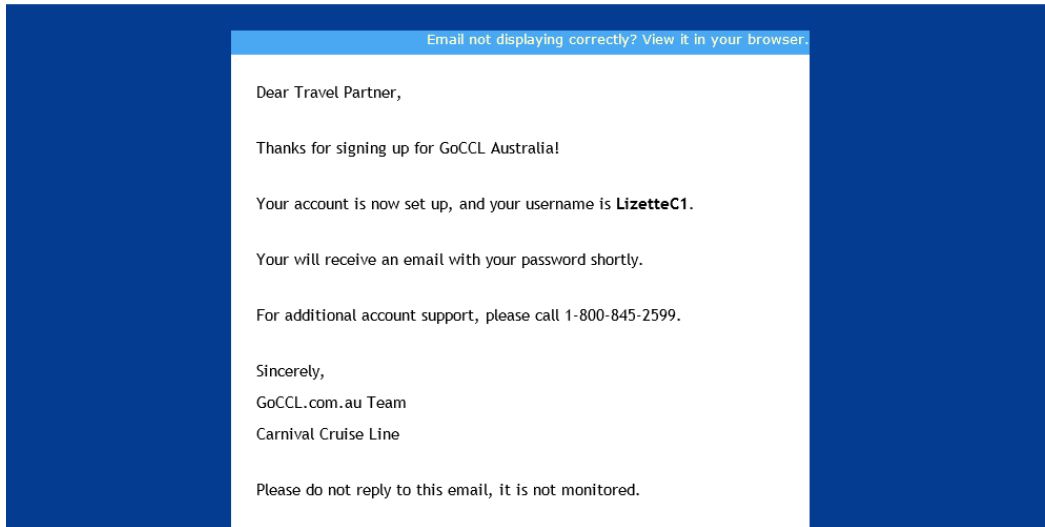 Email not displaying correctly? View it in your browser.
Dear Travel Partner,
Thanks for signing up for GoCCL Australia!
Your account is now set up, and your username is LizetteC1.
Your will receive an email with your password shortly.
For additional account support, please call 1-800-845-2599.
Sincerely,
GoCCL.com.au Team
Carnival Cruise Line
Please do not reply to this email, it is not monitored.